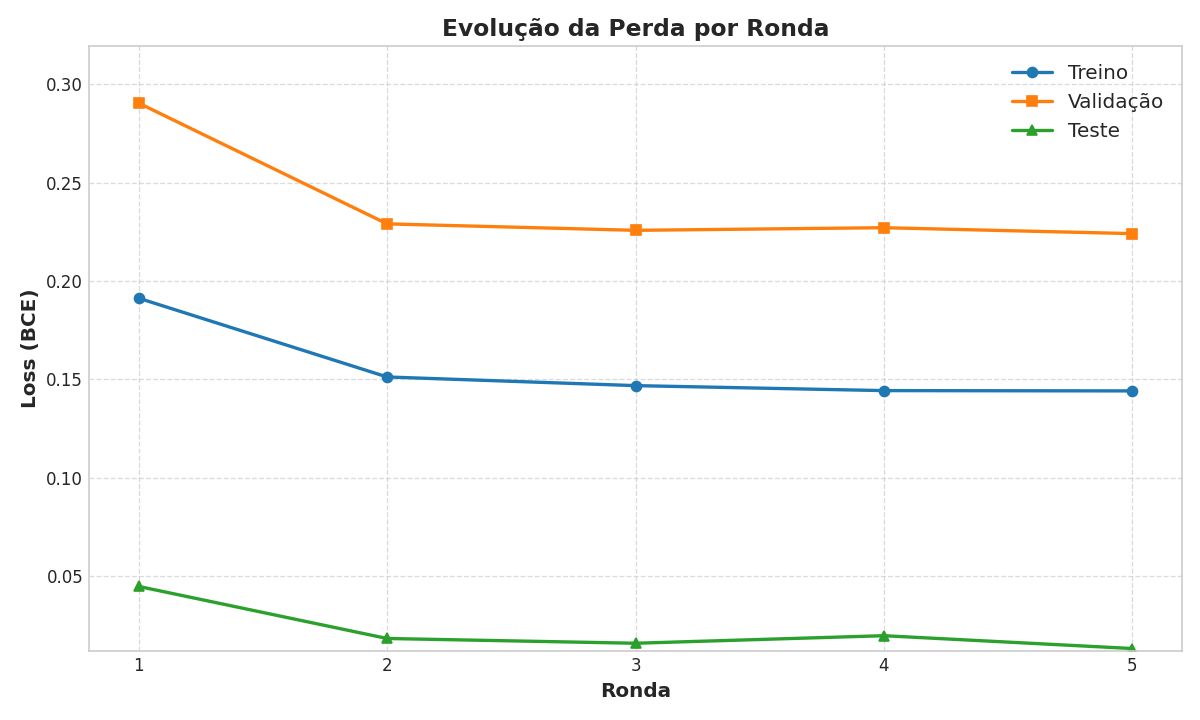 Evolução da Perda por Ronda
Treino
Validação
Teste
Loss (BCE)
0.30
0.25
0.20
0.15
0.10
0.05
1 2 3 4 5
Ronda